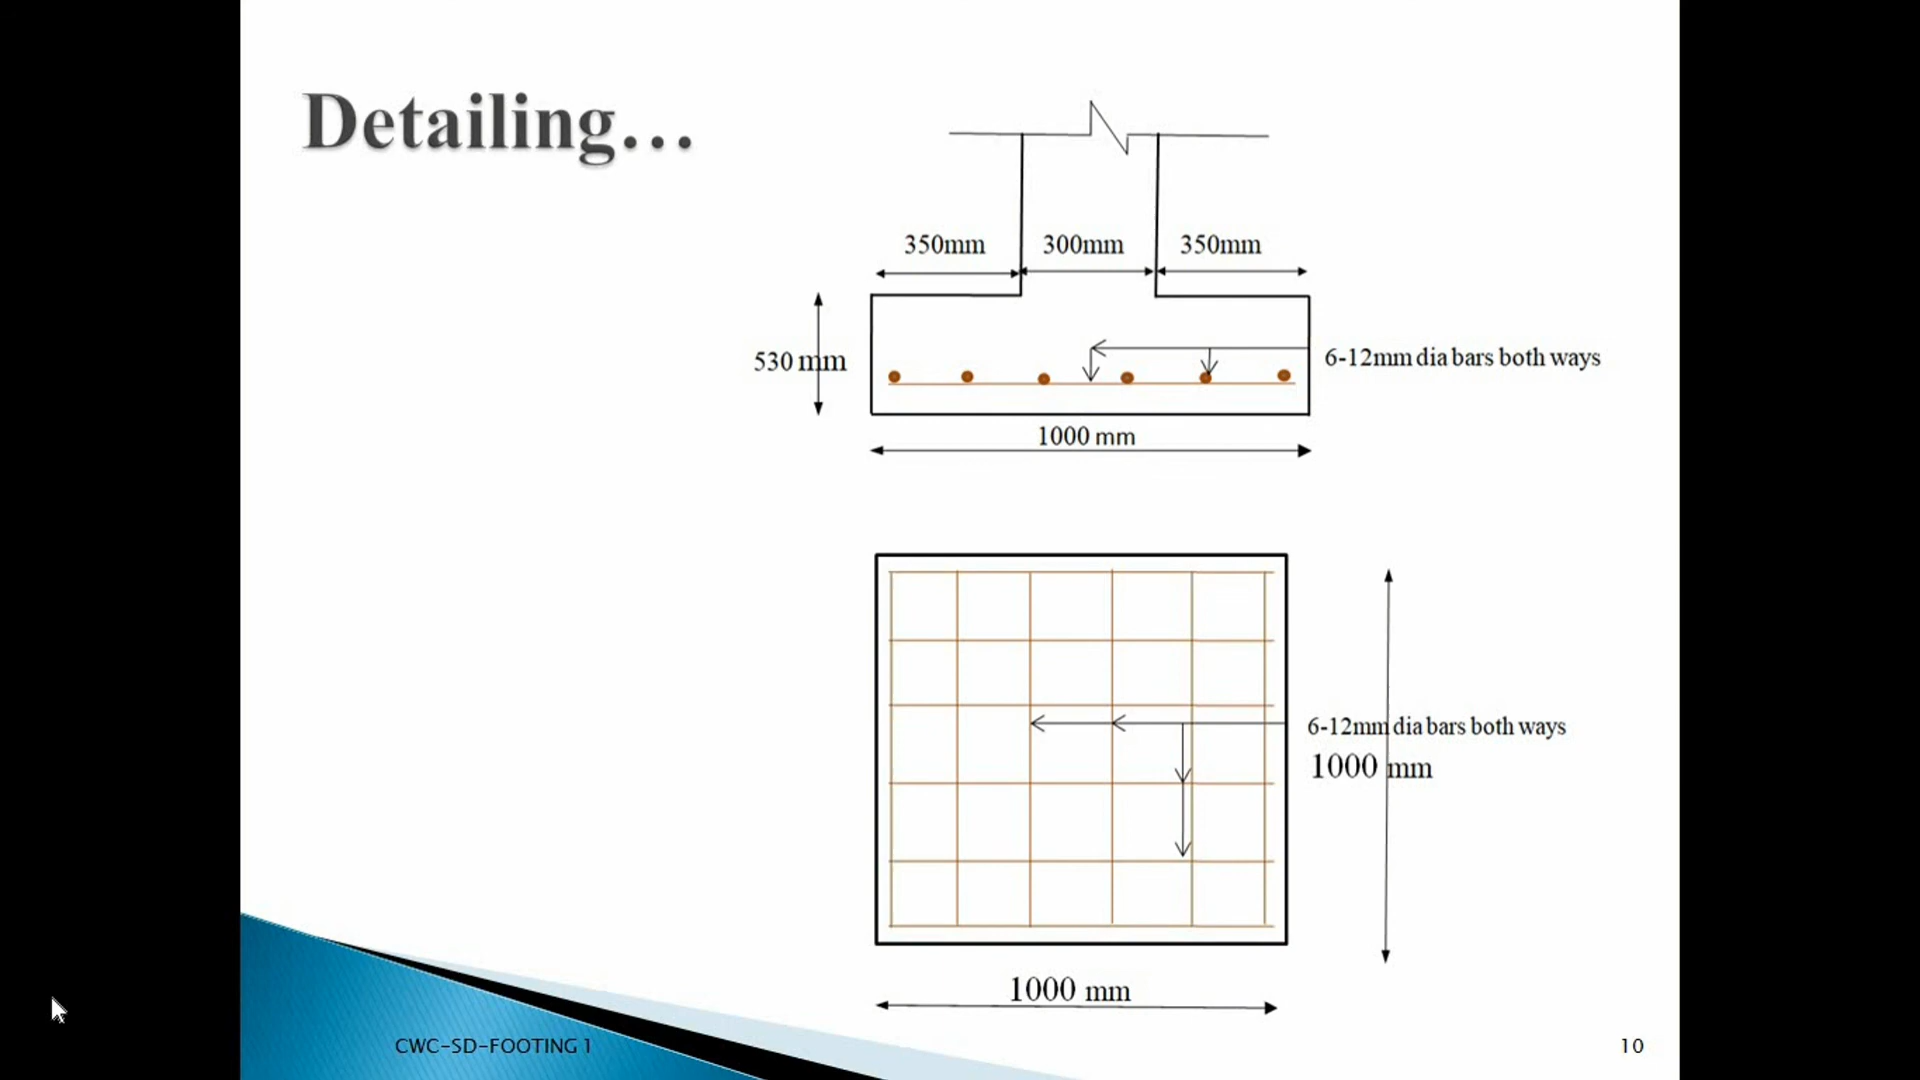 Detailing...
350mm
300mm
350mm
530 mm
6-12mm dia bars both ways
1000 mm
6-12mm dia bars both ways
1000 mm
1000 mm
CWC-SD-FOOTING 1
10